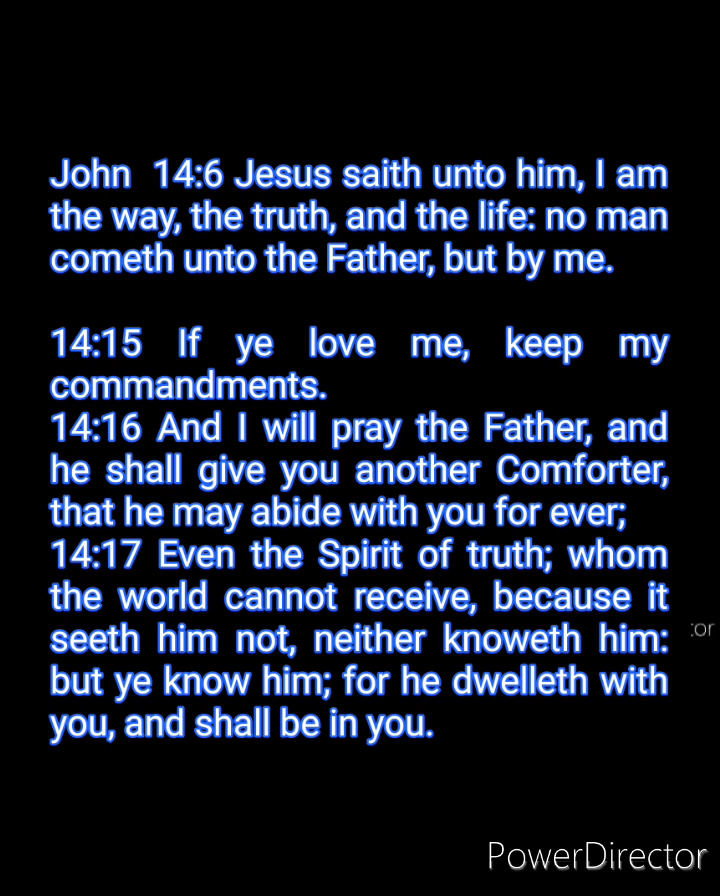 John 14:6 Jesus saith unto him, I am
the way, the truth, and the life: no man
cometh unto the Father, but by me.
14:15 If ye love me, keep my
commandments.
14:16 And I will pray the Father, and
he shall give you another Comforter,
that he may abide with you for ever;
14:17 Even the Spirit of truth; whom
the world cannot receive, because it
seeth him not, neither knoweth him:
but ye know him; for he dwelleth with
you, and shall be in you.
PowerDirector